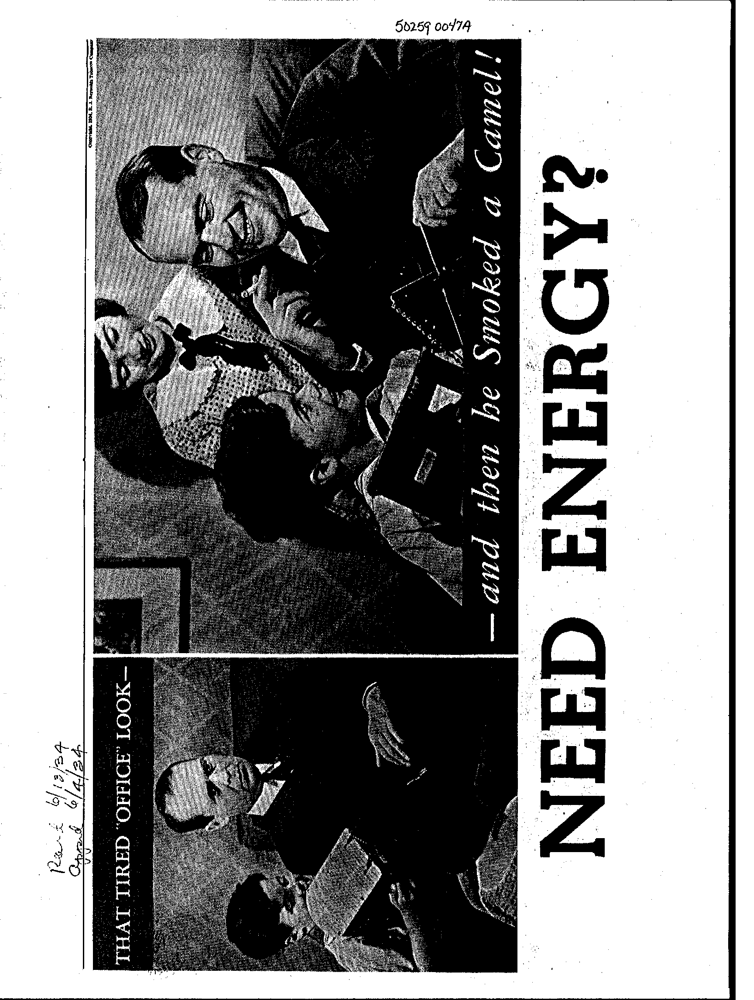 50259 0047A
Rec'd 6/13/34
Approved 6/4/34
Copyright, 1934, R. J. Reynolds Tobacco Company
THAT TIRED "OFFICE" LOOK—
—and then he Smoked a Camel!
NEED ENERGY?